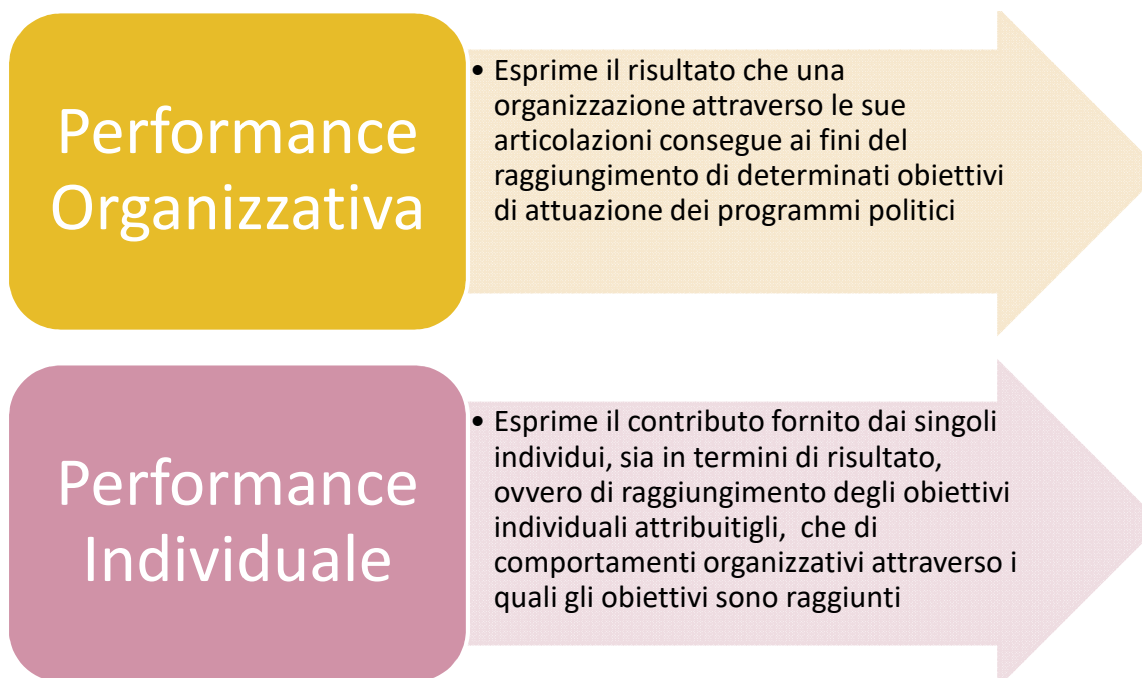 Performance
Organizzativa
• Esprime il risultato che una
organizzazione attraverso le sue
articolazioni consegue ai fini del
raggiungimento di determinati obiettivi
di attuazione dei programmi politici
Performance
Individuale
• Esprime il contributo fornito dai singoli
individui, sia in termini di risultato,
ovvero di raggiungimento degli obiettivi
individuali attribuitigli,  che di
comportamenti organizzativi attraverso i
quali gli obiettivi sono raggiunti